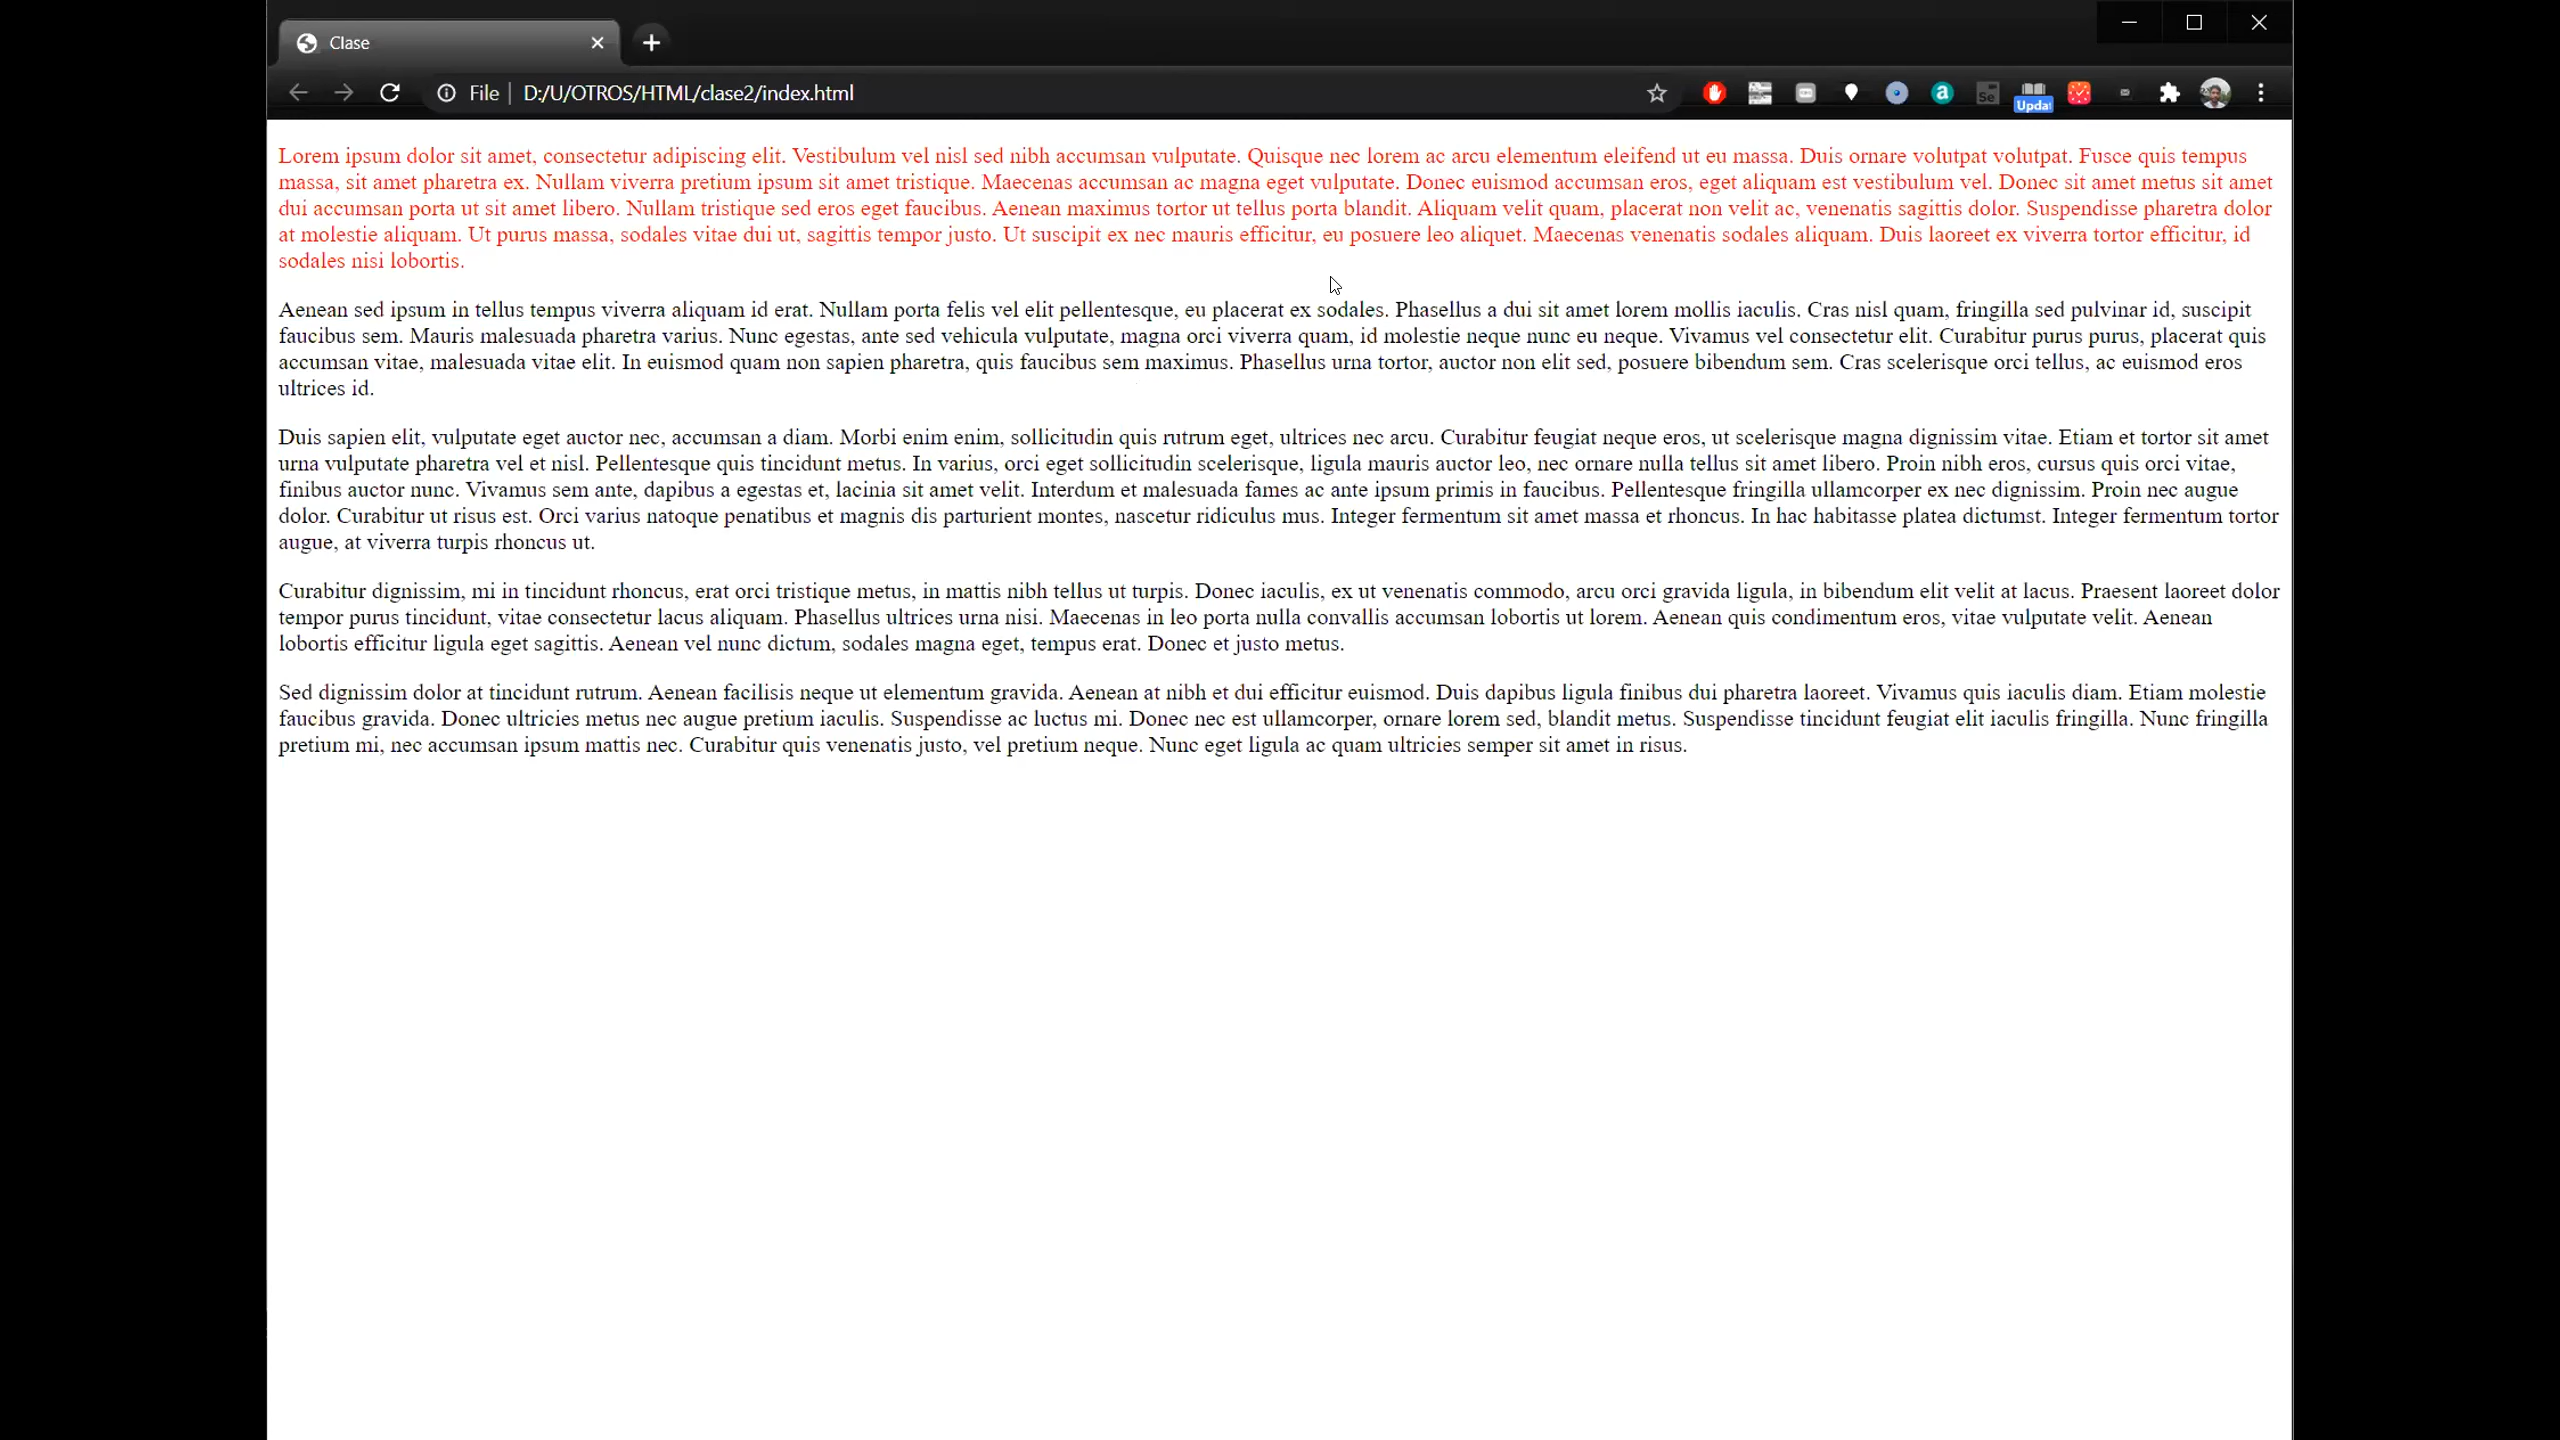 Clase
File
D:/U/OTROS/HTML/clase2/index.html
a
Se
Updat
Lorem ipsum dolor sit amet, consectetur adipiscing elit. Vestibulum vel nisl sed nibh accumsan vulputate. Quisque nec lorem ac arcu elementum eleifend ut eu massa. Duis ornare volutpat volutpat. Fusce quis tempus
massa, sit amet pharetra ex. Nullam viverra pretium ipsum sit amet tristique. Maecenas accumsan ac magna eget vulputate. Donec euismod accumsan eros, eget aliquam est vestibulum vel. Donec sit amet metus sit amet
dui accumsan porta ut sit amet libero. Nullam tristique sed eros eget faucibus. Aenean maximus tortor ut tellus porta blandit. Aliquam velit quam, placerat non velit ac, venenatis sagittis dolor. Suspendisse pharetra dolor
at molestie aliquam. Ut purus massa, sodales vitae dui ut, sagittis tempor justo. Ut suscipit ex nec mauris efficitur, eu posuere leo aliquet. Maecenas venenatis sodales aliquam. Duis laoreet ex viverra tortor efficitur, id
sodales nisi lobortis.
Aenean sed ipsum in tellus tempus viverra aliquam id erat. Nullam porta felis vel elit pellentesque, eu placerat ex sodales. Phasellus a dui sit amet lorem mollis iaculis. Cras nisl quam, fringilla sed pulvinar id, suscipit
faucibus sem. Mauris malesuada pharetra varius. Nunc egestas, ante sed vehicula vulputate, magna orci viverra quam, id molestie neque nunc eu neque. Vivamus vel consectetur elit. Curabitur purus purus, placerat quis
accumsan vitae, malesuada vitae elit. In euismod quam non sapien pharetra, quis faucibus sem maximus. Phasellus urna tortor, auctor non elit sed, posuere bibendum sem. Cras scelerisque orci tellus, ac euismod eros
ultrices id.
Duis sapien elit, vulputate eget auctor nec, accumsan a diam. Morbi enim enim, sollicitudin quis rutrum eget, ultrices nec arcu. Curabitur feugiat neque eros, ut scelerisque magna dignissim vitae. Etiam et tortor sit amet
urna vulputate pharetra vel et nisl. Pellentesque quis tincidunt metus. In varius, orci eget sollicitudin scelerisque, ligula mauris auctor leo, nec ornare nulla tellus sit amet libero. Proin nibh eros, cursus quis orci vitae,
finibus auctor nunc. Vivamus sem ante, dapibus a egestas et, lacinia sit amet velit. Interdum et malesuada fames ac ante ipsum primis in faucibus. Pellentesque fringilla ullamcorper ex nec dignissim. Proin nec augue
dolor. Curabitur ut risus est. Orci varius natoque penatibus et magnis dis parturient montes, nascetur ridiculus mus. Integer fermentum sit amet massa et rhoncus. In hac habitasse platea dictumst. Integer fermentum tortor
augue, at viverra turpis rhoncus ut.
Curabitur dignissim, mi in tincidunt rhoncus, erat orci tristique metus, in mattis nibh tellus ut turpis. Donec iaculis, ex ut venenatis commodo, arcu orci gravida ligula, in bibendum elit velit at lacus. Praesent laoreet dolor
tempor purus tincidunt, vitae consectetur lacus aliquam. Phasellus ultrices urna nisi. Maecenas in leo porta nulla convallis accumsan lobortis ut lorem. Aenean quis condimentum eros, vitae vulputate velit. Aenean
lobortis efficitur ligula eget sagittis. Aenean vel nunc dictum, sodales magna eget, tempus erat. Donec et justo metus.
Sed dignissim dolor at tincidunt rutrum. Aenean facilisis neque ut elementum gravida. Aenean at nibh et dui efficitur euismod. Duis dapibus ligula finibus dui pharetra laoreet. Vivamus quis iaculis diam. Etiam molestie
faucibus gravida. Donec ultricies metus nec augue pretium iaculis. Suspendisse ac luctus mi. Donec nec est ullamcorper, ornare lorem sed, blandit metus. Suspendisse tincidunt feugiat elit iaculis fringilla. Nunc fringilla
pretium mi, nec accumsan ipsum mattis nec. Curabitur quis venenatis justo, vel pretium neque. Nunc eget ligula ac quam ultricies semper sit amet in risus.